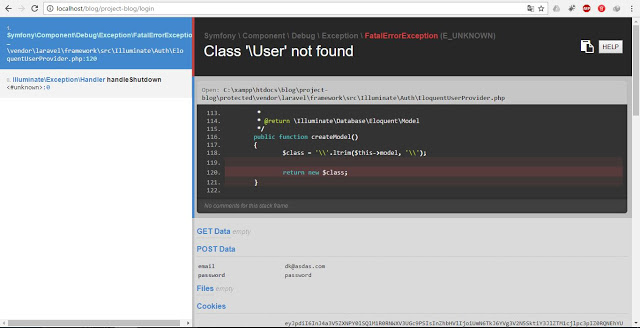 localhost/blog/project-blog/login
1.
Symfony\Component\Debug\Exception\FatalErrorException
…
\vendor\laravel\framework\src\Illuminate\Auth\Eloq
uentUserProvider.php:120
0. Illuminate\Exception\Handler handleShutdown
<#unknown>:0
Symfony \ Component \ Debug \ Exception \ FatalErrorException (E_UNKNOWN)
Class '\User' not found
HELP
Open: C:\xampp\htdocs\blog\project-
blog\protected\vendor\laravel\framework\src\Illuminate\Auth\EloquentUserProvider.php
113. *
114. * @return \Illuminate\Database\Eloquent\Model
115. */
116. public function createModel()
117. {
118. $class = '\\'.ltrim($this->model, '\\');
119.
120. return new $class;
121. }
122.
No comments for this stack frame.
GET Data empty
POST Data
email dk@asdas.com
password password
Files empty
Cookies